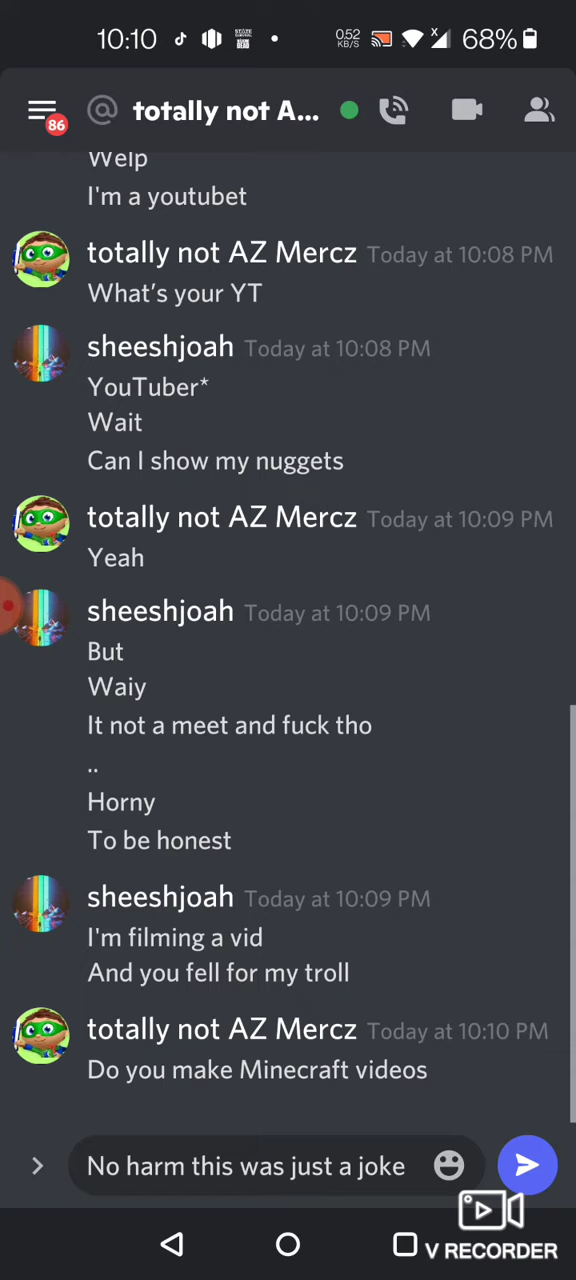 10:10
0.52
KB/S
X
68%
86
@ totally not A...
Welp
I'm a youtubet
totally not AZ Mercz Today at 10:08 PM
What's your YT
sheeshjoah Today at 10:08 PM
YouTuber*
Wait
Can I show my nuggets
totally not AZ Mercz Today at 10:09 PM
Yeah
sheeshjoah Today at 10:09 PM
But
Waiy
It not a meet and fuck tho
..
Horny
To be honest
sheeshjoah Today at 10:09 PM
I'm filming a vid
And you fell for my troll
totally not AZ Mercz Today at 10:10 PM
Do you make Minecraft videos
No harm this was just a joke
V RECORDER